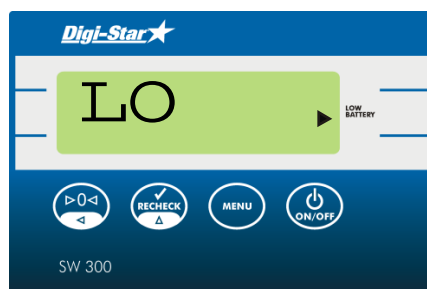 Digi-Star
LO
LOW
BATTERY
0
RECHECK
MENU
ON/OFF
SW 300